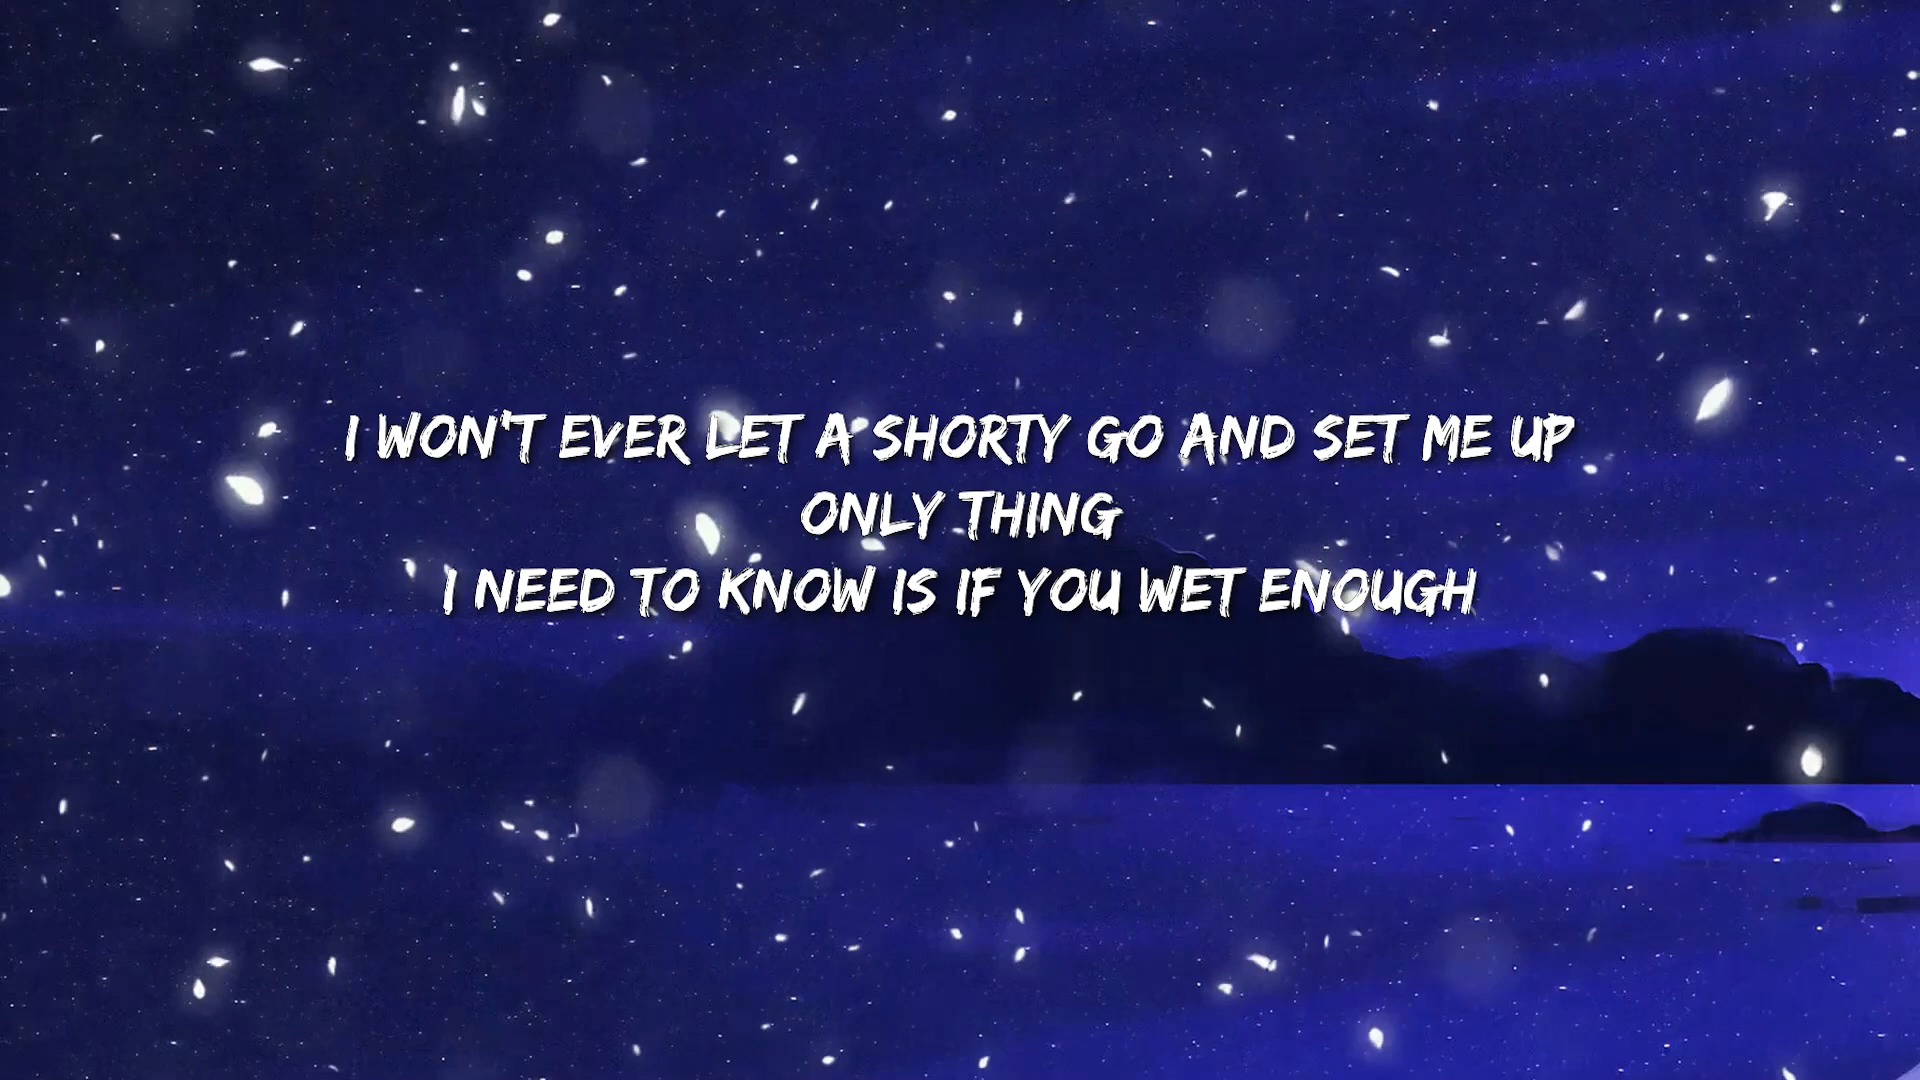 I WON'T EVER LET A SHORTY GO AND SET ME UP
ONLY THING
I NEED TO KNOW IS IF YOU WET ENOUGH